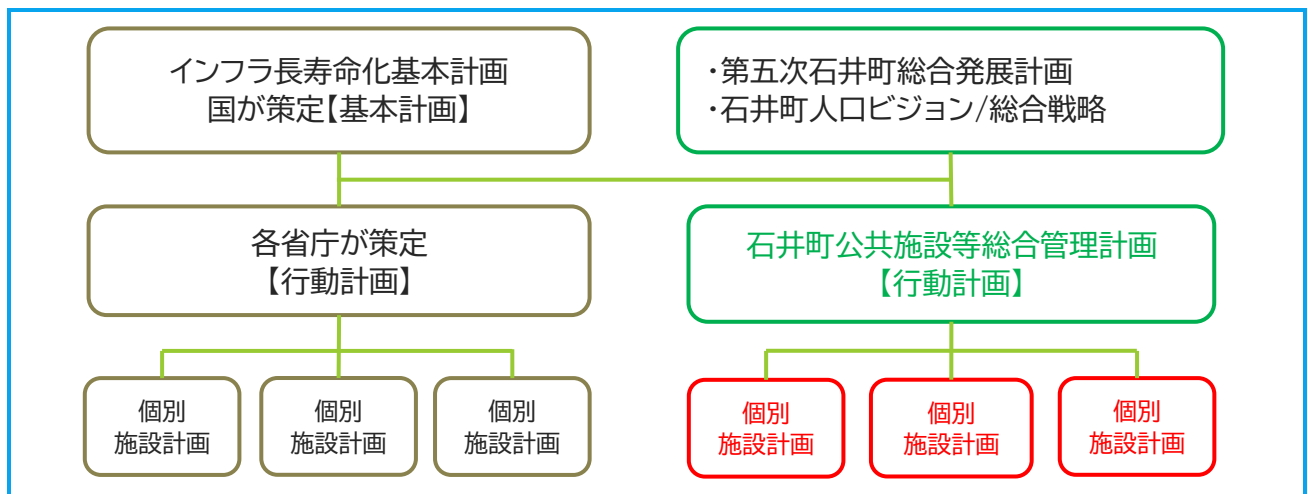 インフラ長寿命化基本計画
国が策定【基本計画】
・第五次石井町総合発展計画
・石井町人口ビジョン/総合戦略
各省庁が策定
【行動計画】
石井町公共施設等総合管理計画
【行動計画】
個別
施設計画
個別
施設計画
個別
施設計画
個別
施設計画
個別
施設計画
個別
施設計画